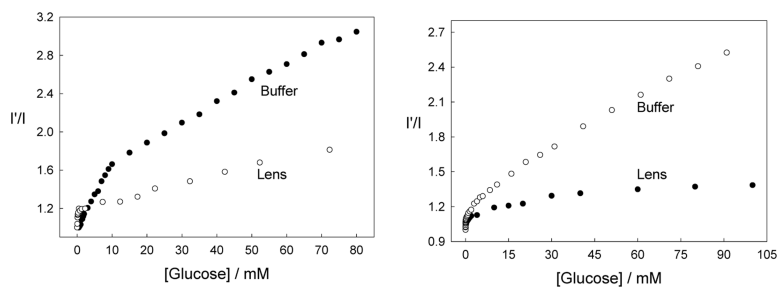 3.2
2.8
2.4
2.0
1.6
1.2
I'/I
Buffer
Lens
0 10 20 30 40 50 60 70 80
[Glucose] / mM
2.7
2.4
2.1
1.8
1.5
1.2
0.9
I'/I
Buffer
Lens
0 15 30 45 60 75 90 105
[Glucose] / mM